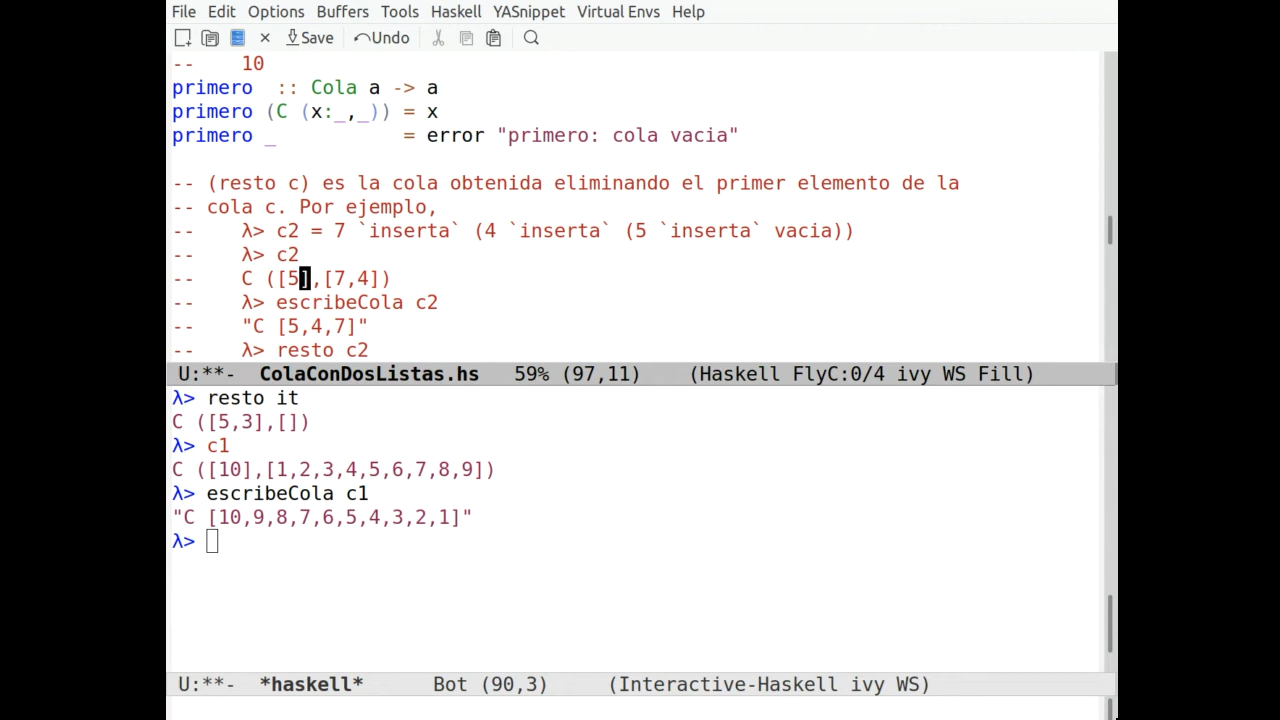 File Edit Options Buffers Tools Haskell YASnippet Virtual Envs Help
Save Undo
--    10
primero  :: Cola a -> a
primero (C (x:_,_)) = x
primero _           = error "primero: cola vacia"
-- (resto c) es la cola obtenida eliminando el primer elemento de la
-- cola c. Por ejemplo,
--    λ> c2 = 7 `inserta` (4 `inserta` (5 `inserta` vacia))
--    λ> c2
--    C ([5],[7,4])
--    λ> escribeCola c2
--    "C [5,4,7]"
--    λ> resto c2
U:**-  ColaConDosListas.hs   59% (97,11)    (Haskell FlyC:0/4 ivy WS Fill)
λ> resto it
C ([5,3],[])
λ> c1
C ([10],[1,2,3,4,5,6,7,8,9])
λ> escribeCola c1
"C [10,9,8,7,6,5,4,3,2,1]"
λ>
U:**-  *haskell*      Bot (90,3)     (Interactive-Haskell ivy WS)